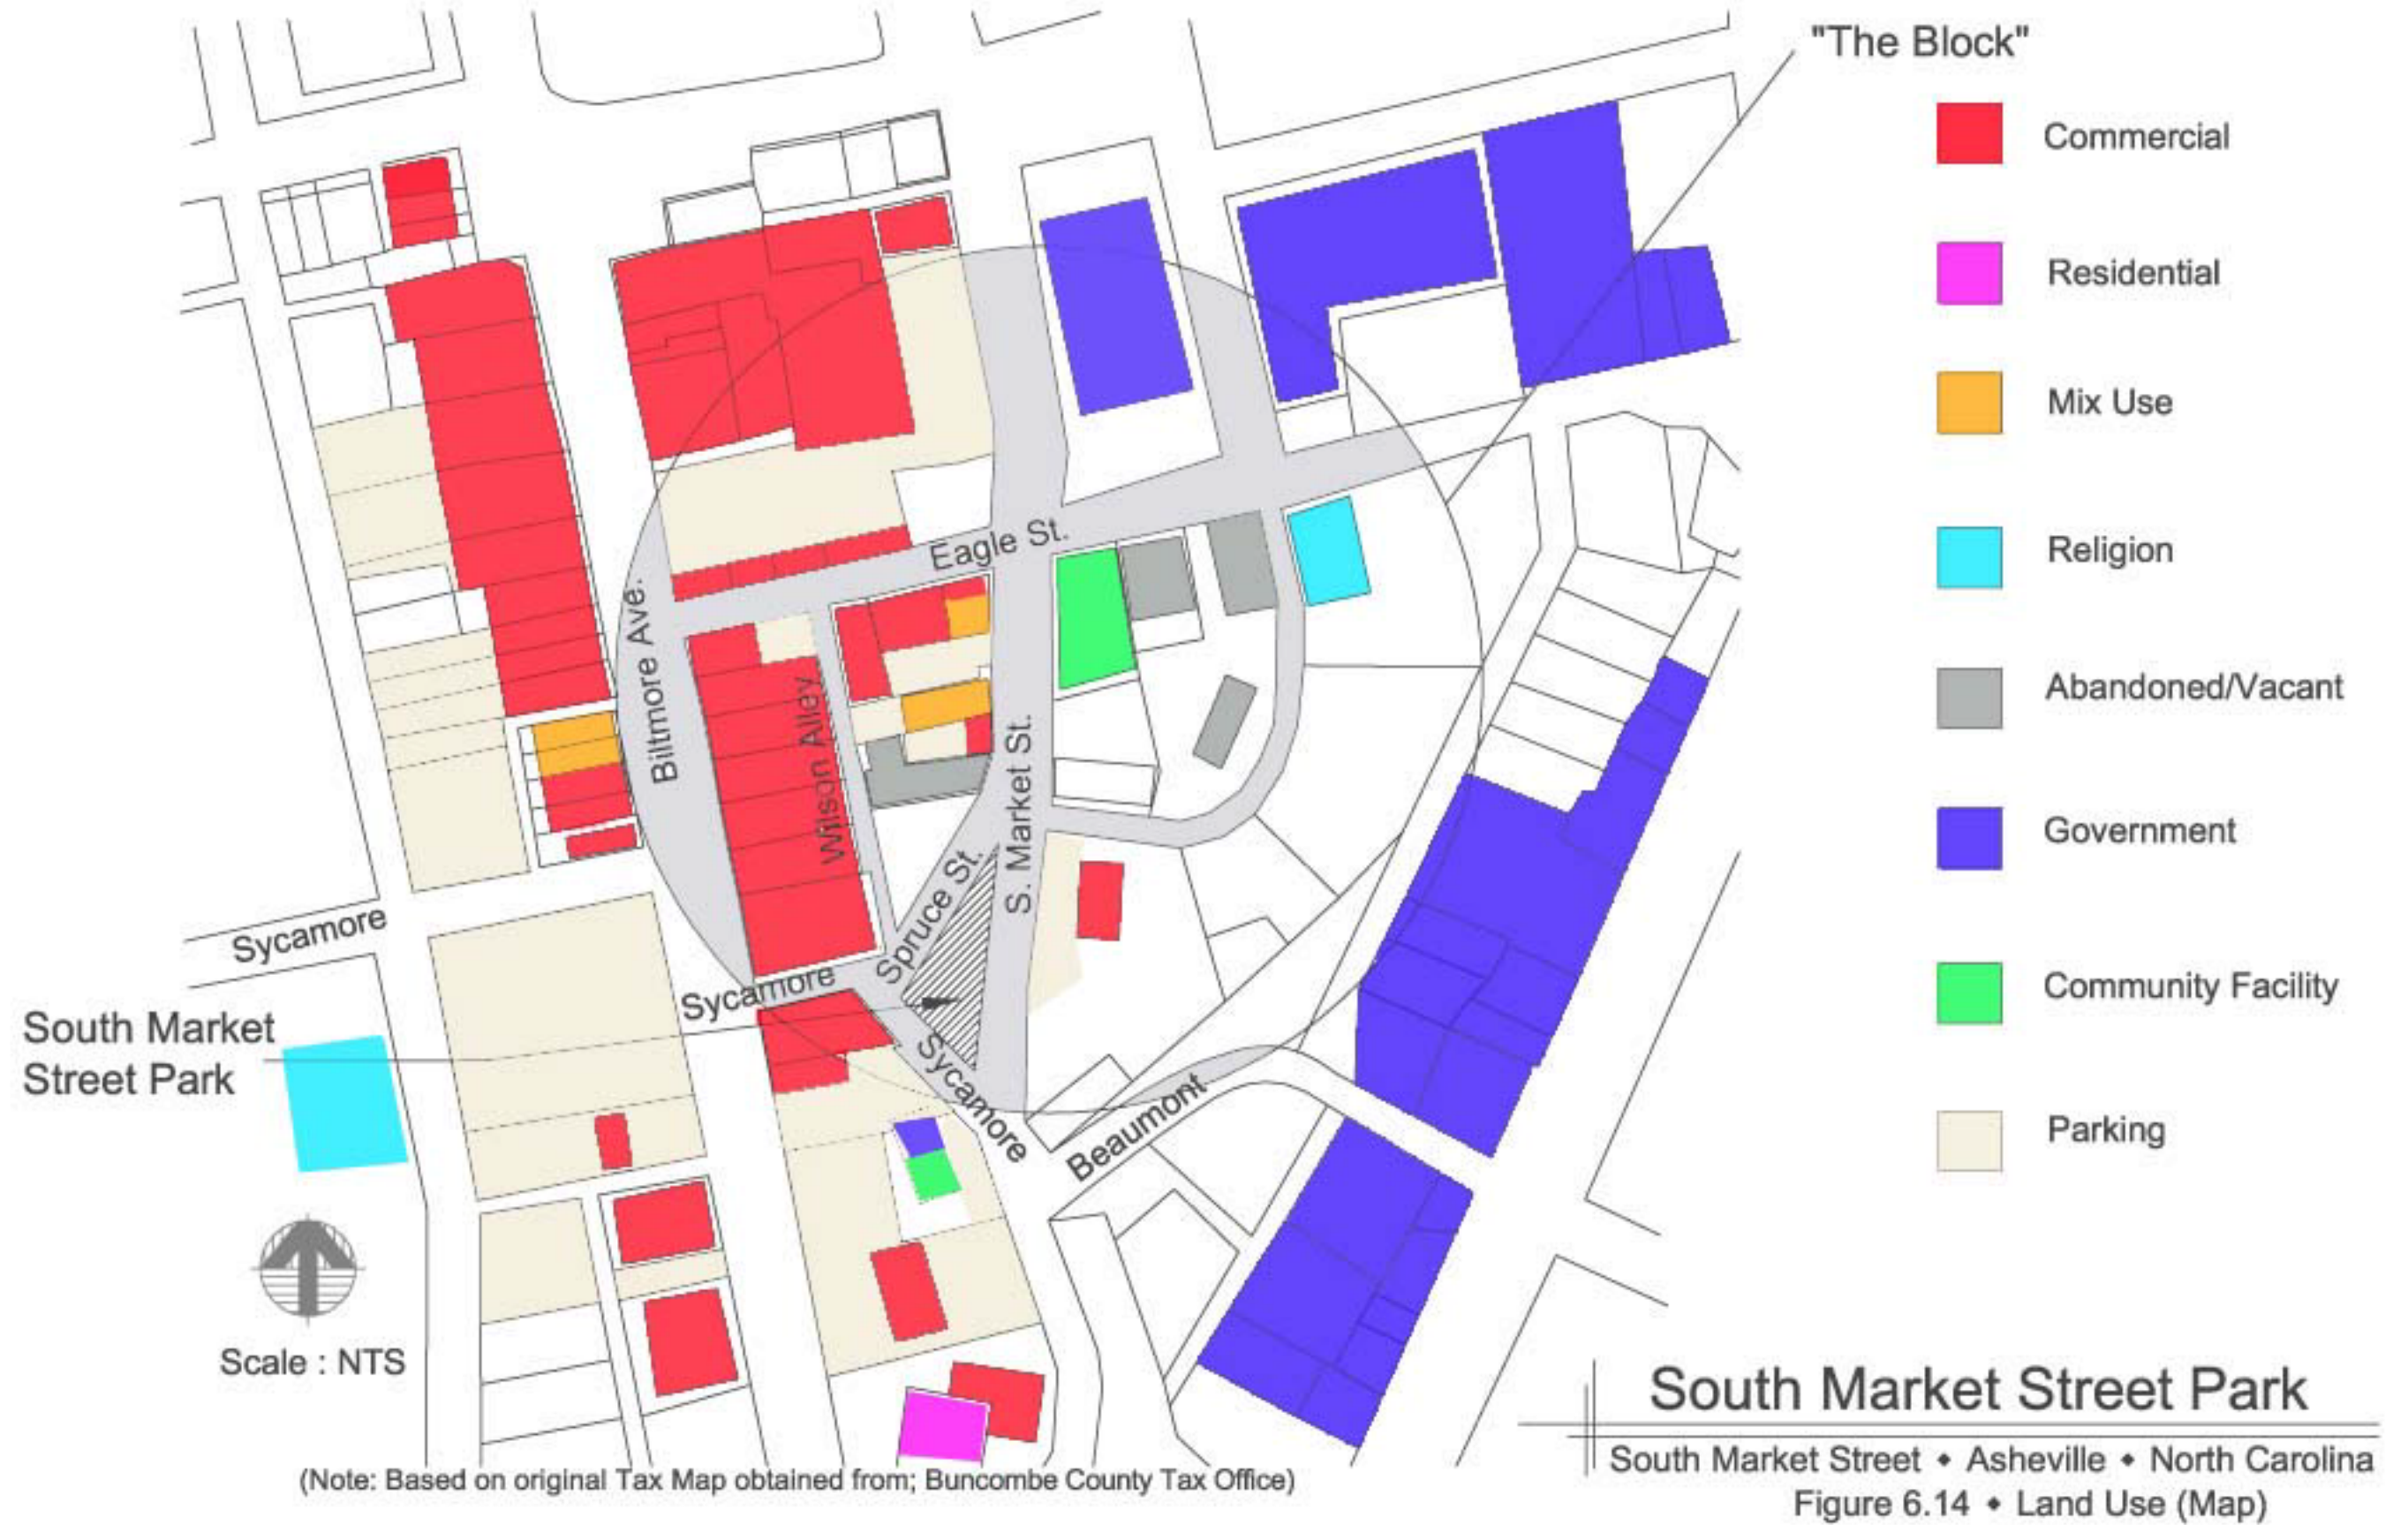 "The Block"
Commercial
Residential
Mix Use
Religion
Abandoned/Vacant
Government
Community Facility
Parking
Eagle St.
Biltmore Ave.
Wilson Alley
S. Market St.
Spruce St.
Sycamore
Sycamore
Sycamore
Beaumont
South Market
Street Park
Scale : NTS
(Note: Based on original Tax Map obtained from; Buncombe County Tax Office)
South Market Street Park
South Market Street ◆ Asheville ◆ North Carolina
Figure 6.14 ◆ Land Use (Map)